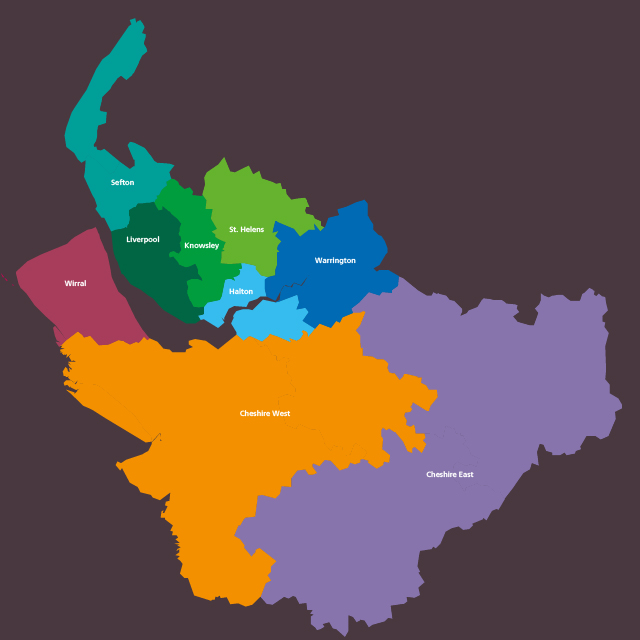 Sefton
St. Helens
Liverpool
Knowsley
Warrington
Wirral
Halton
Cheshire West
Cheshire East